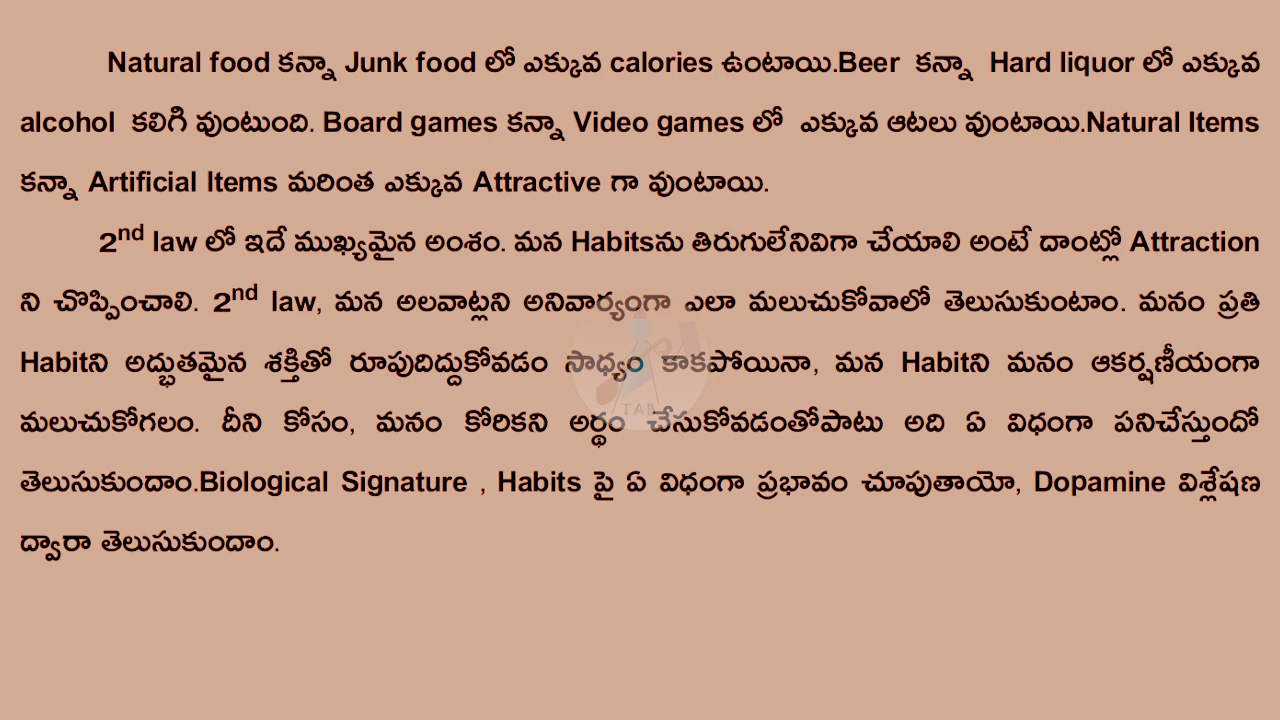 Natural food కన్నా Junk food లో ఎక్కువ calories ఉంటాయి.Beer కన్నా Hard liquor లో ఎక్కువ
alcohol కలిగి వుంటుంది. Board games కన్నా Video games లో ఎక్కువ ఆటలు వుంటాయి.Natural Items
కన్నా Artificial Items మరింత ఎక్కువ Attractive గా వుంటాయి.
2nd law లో ఇదే ముఖ్యమైన అంశం. మన Habitsను తిరుగులేనివిగా చేయాలి అంటే దాంట్లో Attraction
ని చొప్పించాలి. 2nd law, మన అలవాట్లని అనివార్యంగా ఎలా మలుచుకోవాలో తెలుసుకుంటాం. మనం ప్రతి
Habitని అద్భుతమైన శక్తితో రూపుదిద్దుకోవడం సాధ్యం కాకపోయినా, మన Habitని మనం ఆకర్షణీయంగా
మలుచుకోగలం. దీని కోసం, మనం కోరికని అర్థం చేసుకోవడంతోపాటు అది ఏ విధంగా పనిచేస్తుందో
తెలుసుకుందాం.Biological Signature , Habits పై ఏ విధంగా ప్రభావం చూపుతాయో, Dopamine విశ్లేషణ
ద్వారా తెలుసుకుందాం.